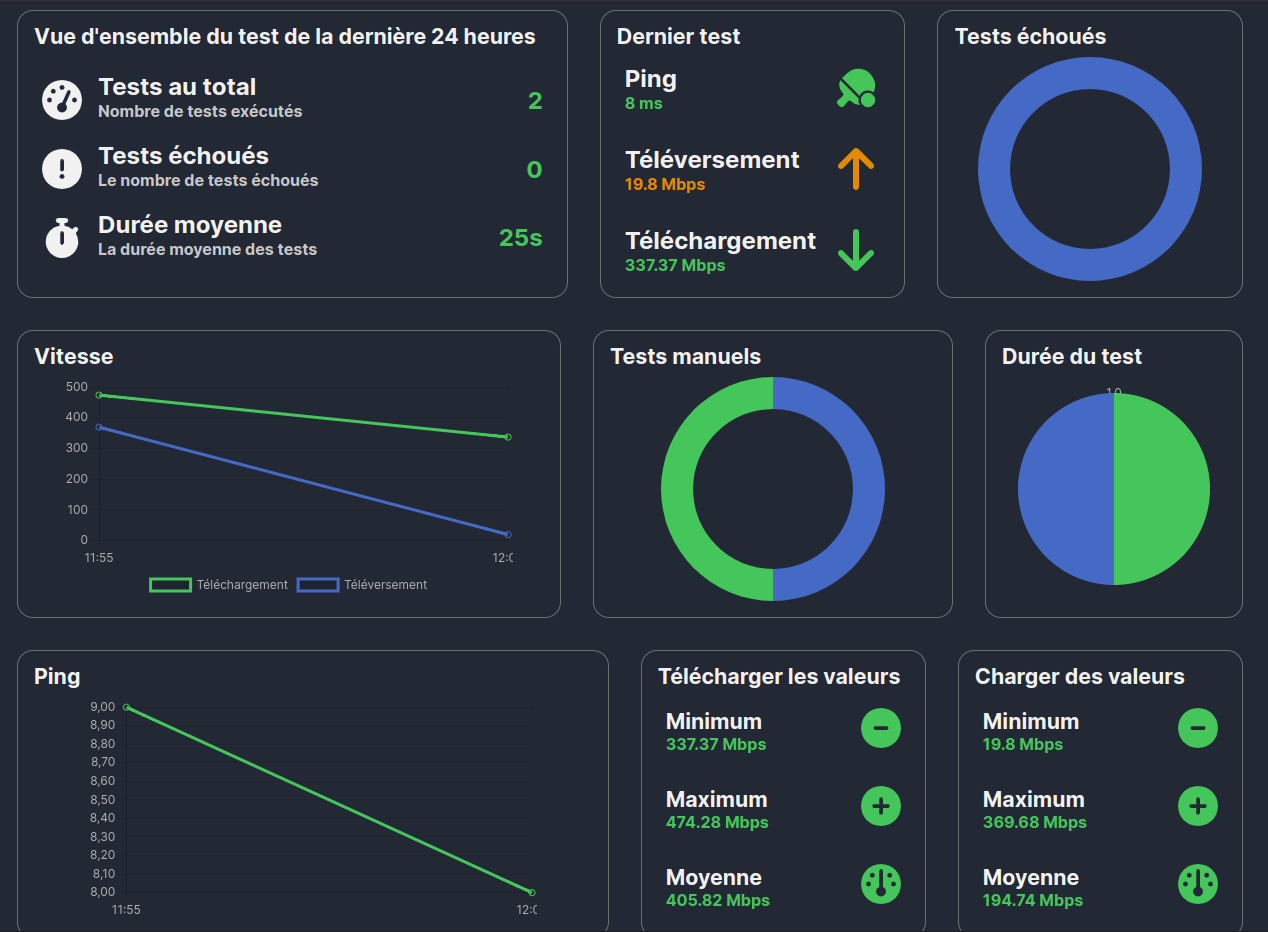 Vue d'ensemble du test de la dernière 24 heures
Tests au total
Nombre de tests exécutés
2
Tests échoués
Le nombre de tests échoués
0
Durée moyenne
La durée moyenne des tests
25s
Dernier test
Ping
8 ms
Téléversement
19.8 Mbps
Téléchargement
337.37 Mbps
Tests échoués
Vitesse
500
400
300
200
100
0
11:55
Téléchargement
Téléversement
Tests manuels
Durée du test
Ping
9,00
8,90
8,80
8,70
8,60
8,50
8,40
8,30
8,20
8,10
8,00
11:55
Télécharger les valeurs
Minimum
337.37 Mbps
Maximum
474.28 Mbps
Moyenne
405.82 Mbps
Charger des valeurs
Minimum
19.8 Mbps
Maximum
369.68 Mbps
Moyenne
194.74 Mbps